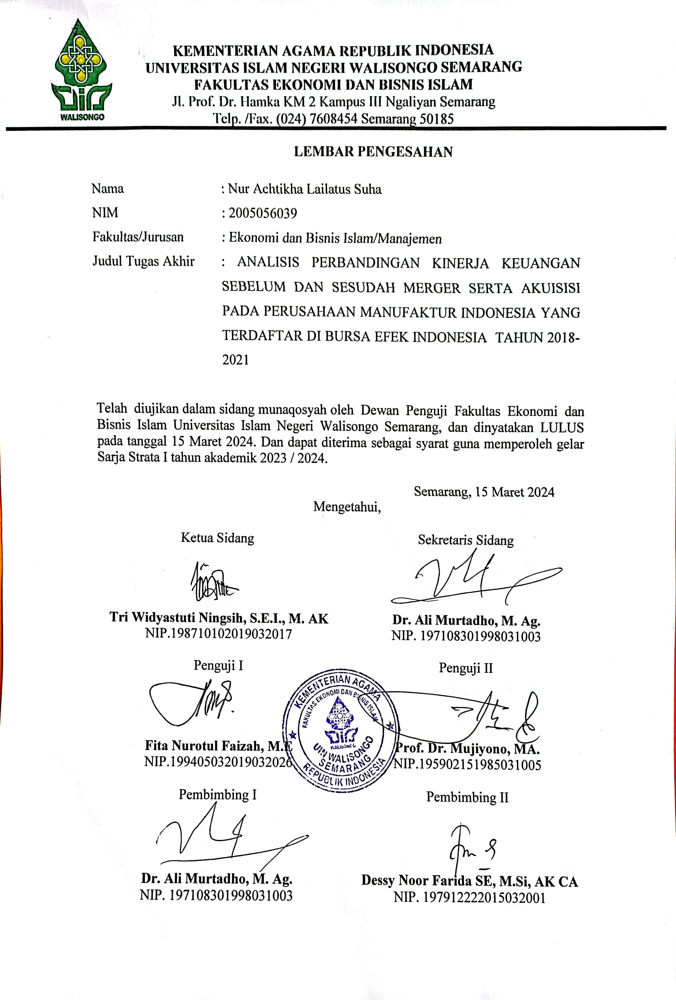 WALISONGO
KEMENTERIAN AGAMA REPUBLIK INDONESIA
UNIVERSITAS ISLAM NEGERI WALISONGO SEMARANG
FAKULTAS EKONOMI DAN BISNIS ISLAM
Jl. Prof. Dr. Hamka KM 2 Kampus III Ngaliyan Semarang
Telp. /Fax. (024) 7608454 Semarang 50185
LEMBAR PENGESAHAN
Nama : Nur Achtikha Lailatus Suha
NIM : 2005056039
Fakultas/Jurusan : Ekonomi dan Bisnis Islam/Manajemen
Judul Tugas Akhir : ANALISIS PERBANDINGAN KINERJA KEUANGAN
SEBELUM DAN SESUDAH MERGER SERTA AKUISISI
PADA PERUSAHAAN MANUFAKTUR INDONESIA YANG
TERDAFTAR DI BURSA EFEK INDONESIA TAHUN 2018-
2021
Telah diujikan dalam sidang munaqosyah oleh Dewan Penguji Fakultas Ekonomi dan
Bisnis Islam Universitas Islam Negeri Walisongo Semarang, dan dinyatakan LULUS
pada tanggal 15 Maret 2024. Dan dapat diterima sebagai syarat guna memperoleh gelar
Sarja Strata I tahun akademik 2023 / 2024.
Semarang, 15 Maret 2024
Mengetahui,
Ketua Sidang
Sekretaris Sidang
Tri Widyastuti Ningsih, S.E.I., M. AK
NIP.198710102019032017
Dr. Ali Murtadho, M. Ag.
NIP. 197108301998031003
Penguji I
Penguji II
Fita Nurotul Faizah, M.E
NIP.199405032019032026
KEMENTERIAN AGAMA
FAKULTAS EKONOMI DAN BISNIS ISLAM
WALISONGO
UIN WALISONGO
SEMARANG
REPUBLIK INDONESIA
Prof. Dr. Mujiyono, MA.
NIP.195902151985031005
Pembimbing I
Pembimbing II
Dr. Ali Murtadho, M. Ag.
NIP. 197108301998031003
Dessy Noor Farida SE, M.Si, AK CA
NIP. 197912222015032001